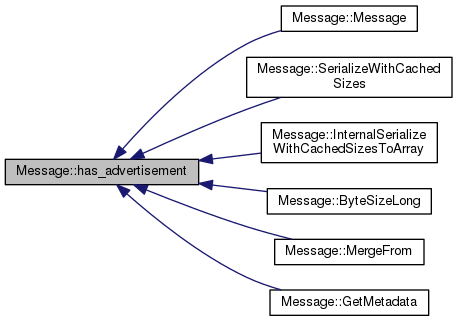 Message::Message
Message::SerializeWithCached
Sizes
Message::InternalSerialize
WithCachedSizesToArray
Message::has_advertisement
Message::ByteSizeLong
Message::MergeFrom
Message::GetMetadata